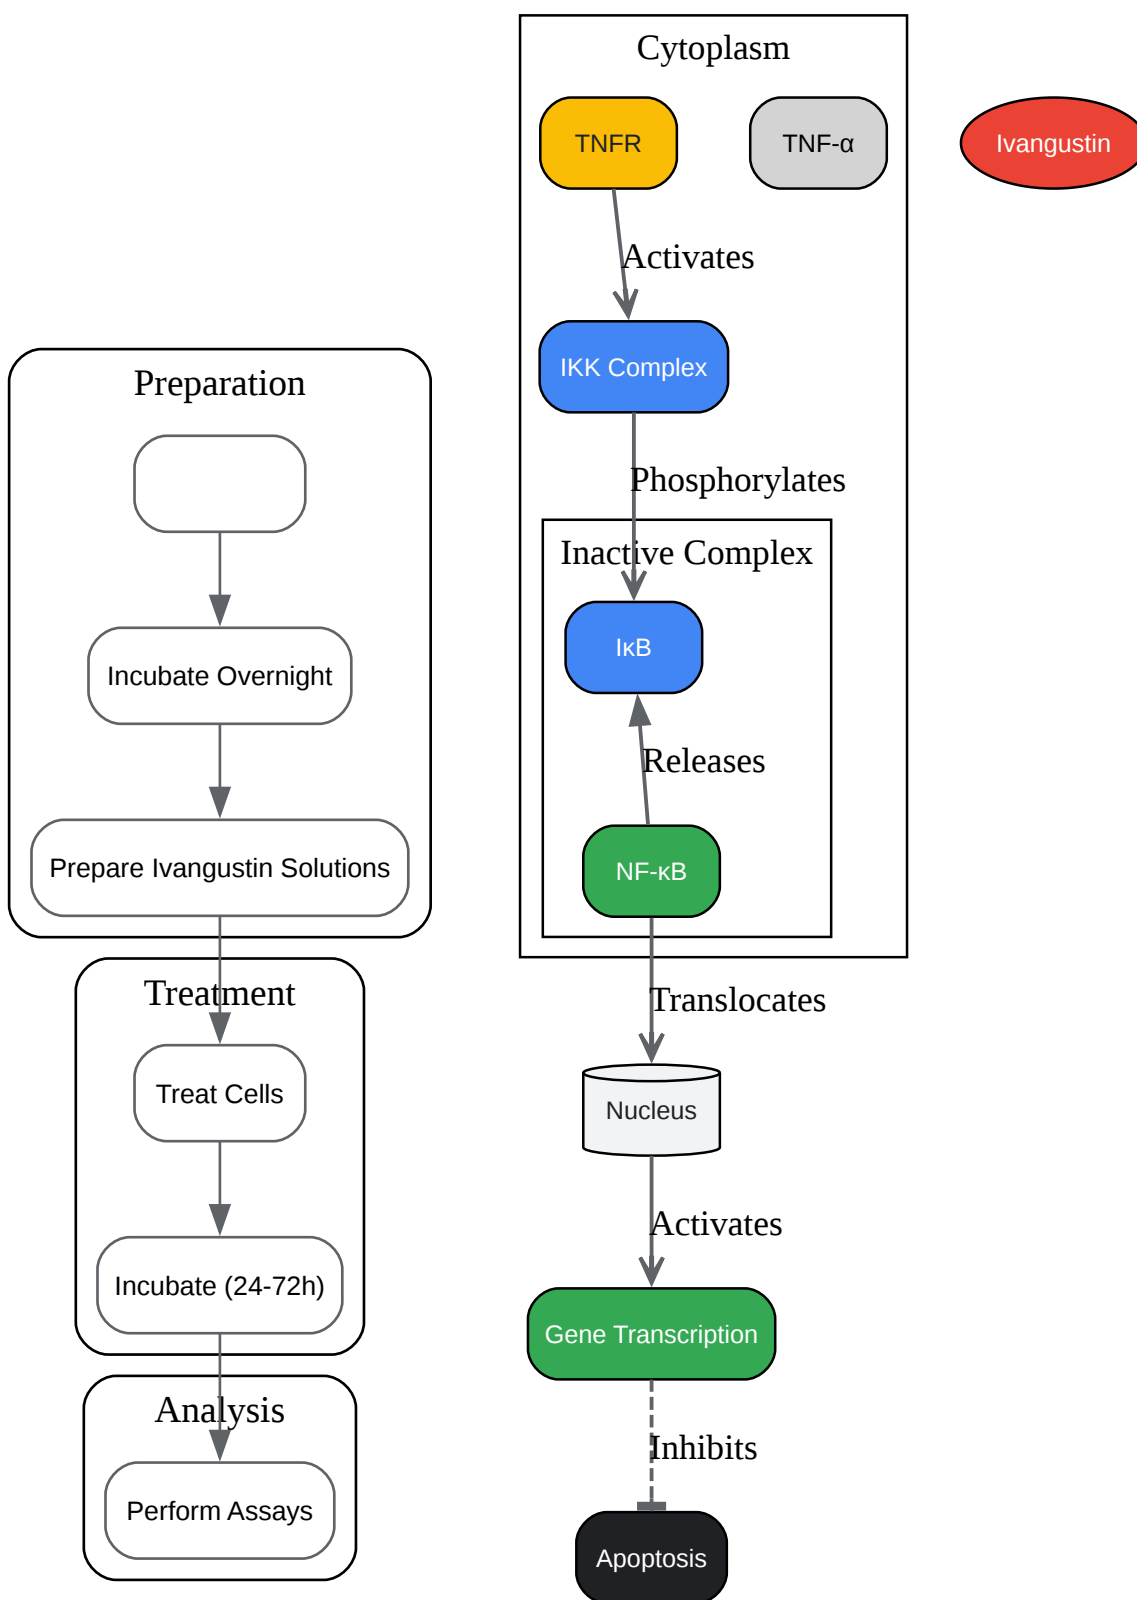 Preparation
Incubate Overnight
Prepare Ivangustin Solutions
Treatment
Treat Cells
Incubate (24-72h)
Analysis
Perform Assays
Cytoplasm
TNFR
TNF-α
Ivangustin
Activates
IKK Complex
Phosphorylates
Inactive Complex
IκB
Releases
NF-κB
Translocates
Nucleus
Activates
Gene Transcription
Inhibits
Apoptosis